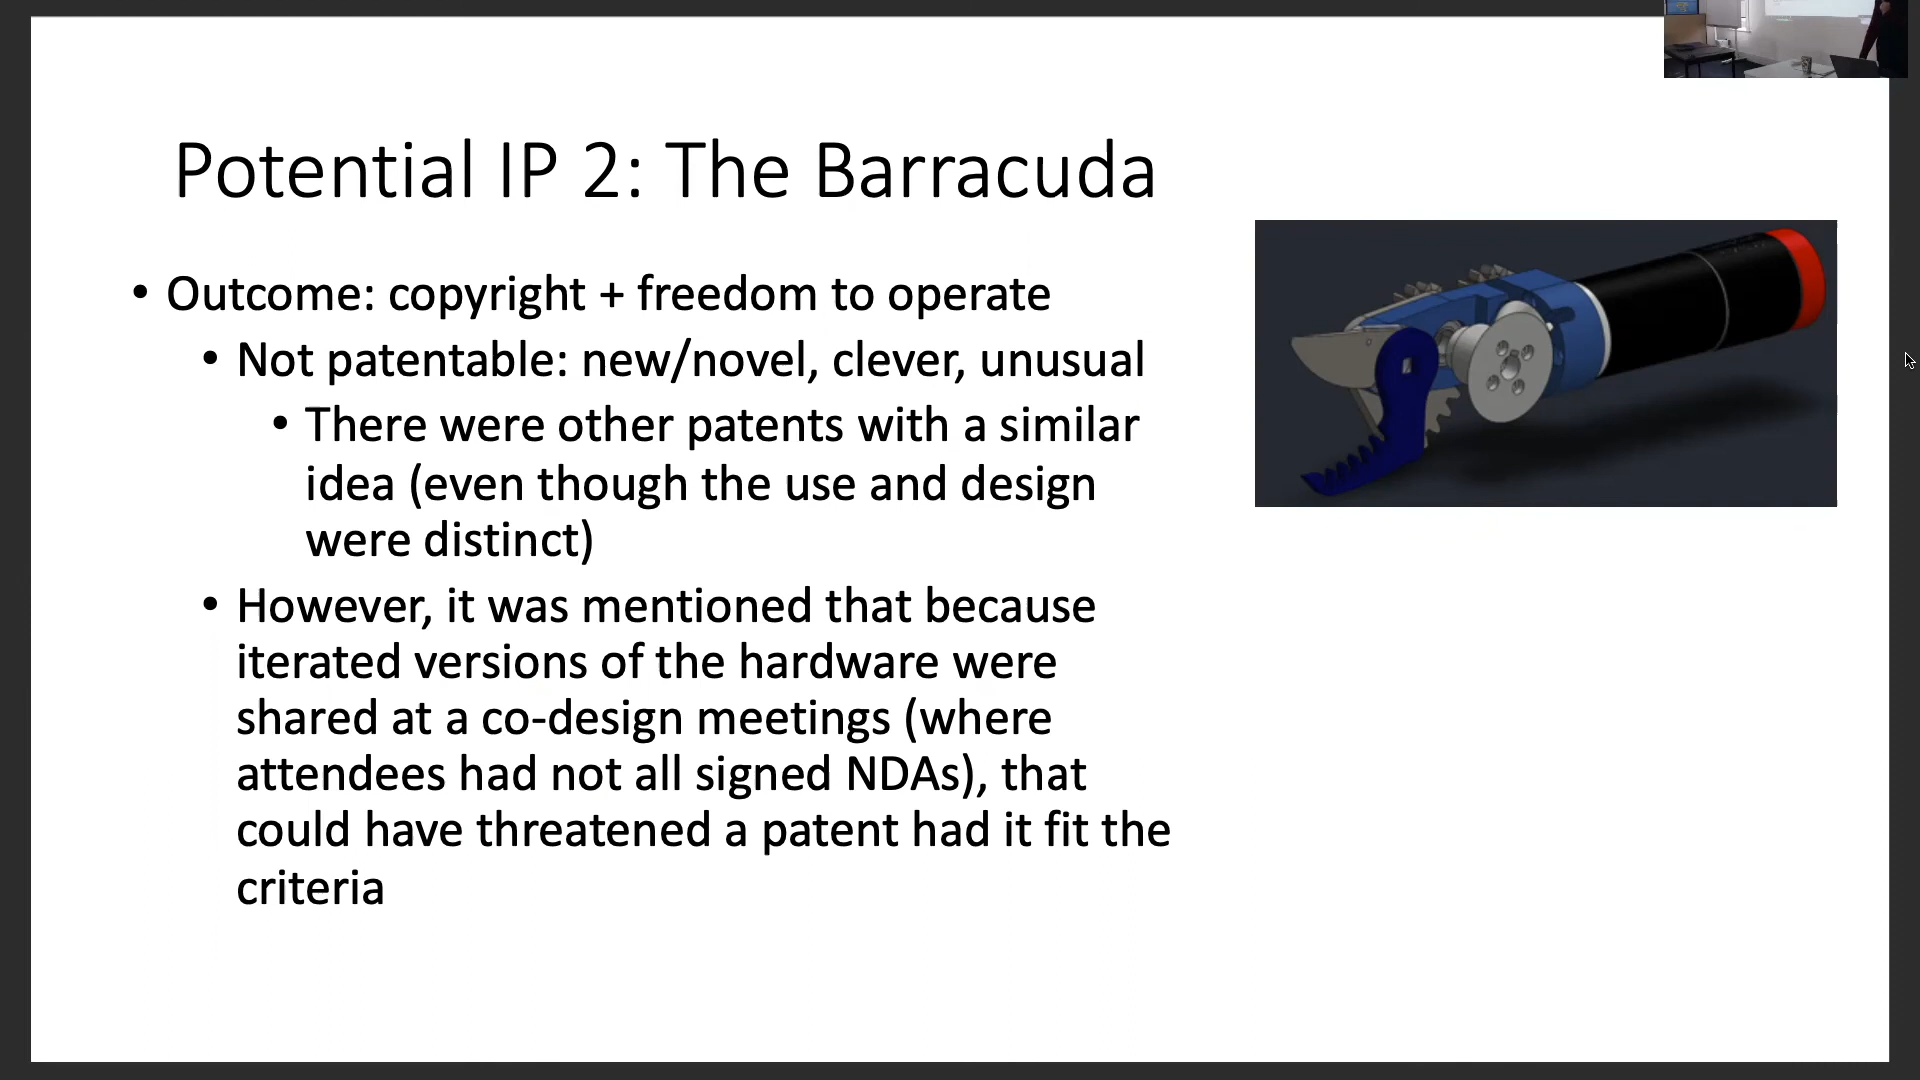 Potential IP 2: The Barracuda
• Outcome: copyright + freedom to operate
• Not patentable: new/novel, clever, unusual
• There were other patents with a similar
idea (even though the use and design
were distinct)
• However, it was mentioned that because
iterated versions of the hardware were
shared at a co-design meetings (where
attendees had not all signed NDAs), that
could have threatened a patent had it fit the
criteria